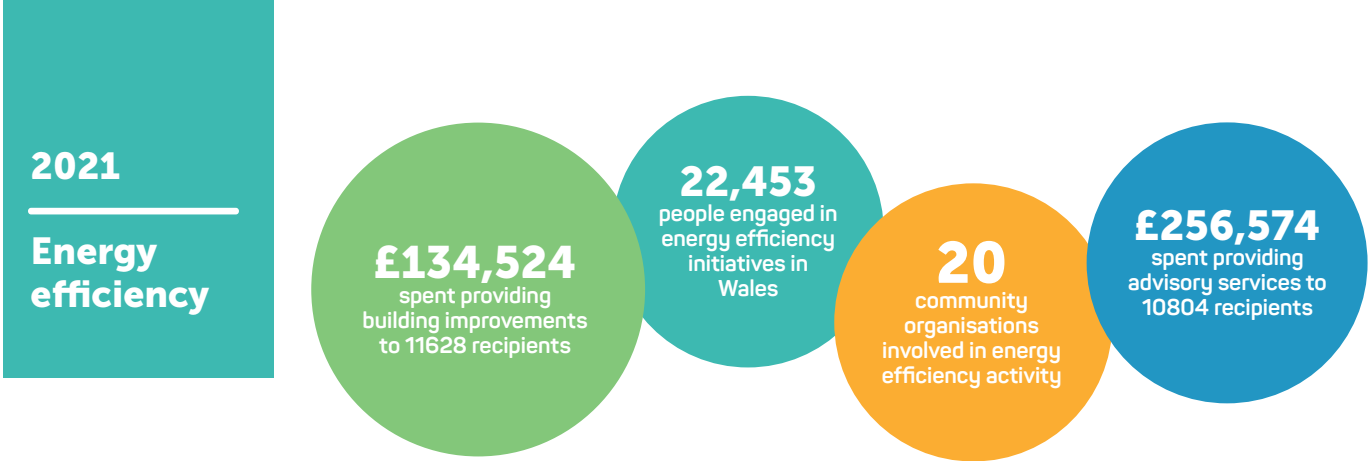 2021
Energy
efficiency
£134,524
spent providing
building improvements
to 11628 recipients
22,453
people engaged in
energy efficiency
initiatives in
Wales
20
community
organisations
involved in energy
efficiency activity
£256,574
spent providing
advisory services to
10804 recipients